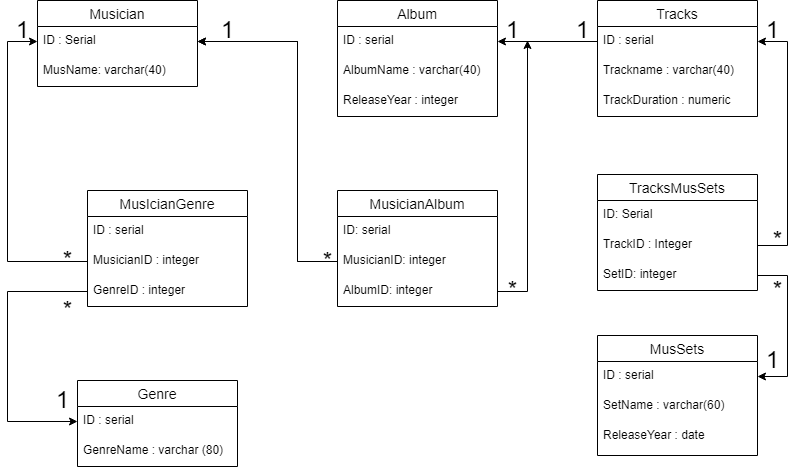 Musician
ID : Serial
MusName: varchar(40)
1
1
Album
ID : serial
AlbumName : varchar(40)
ReleaseYear : integer
1
1
Tracks
ID : serial
Trackname : varchar(40)
TrackDuration : numeric
1
MusIcianGenre
ID : serial
MusicianID : integer
GenreID : integer
*
*
MusicianAlbum
ID: serial
MusicianID: integer
AlbumID: integer
*
*
TracksMusSets
ID: Serial
TrackID : Integer
SetID: integer
*
*
Genre
ID : serial
GenreName : varchar (80)
1
MusSets
ID : serial
SetName : varchar(60)
ReleaseYear : date
1